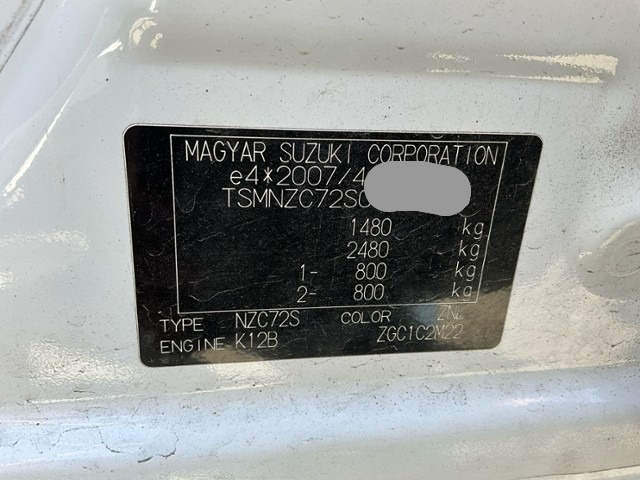 MAGYAR SUZUKI CORPORATION
e4*2007/4
TSMNZC72S0
1480 kg
2480 kg
1- 800 kg
2- 800 kg
TYPE NZC72S COLOR ZNL
ENGINE K12B ZGC1C2M22